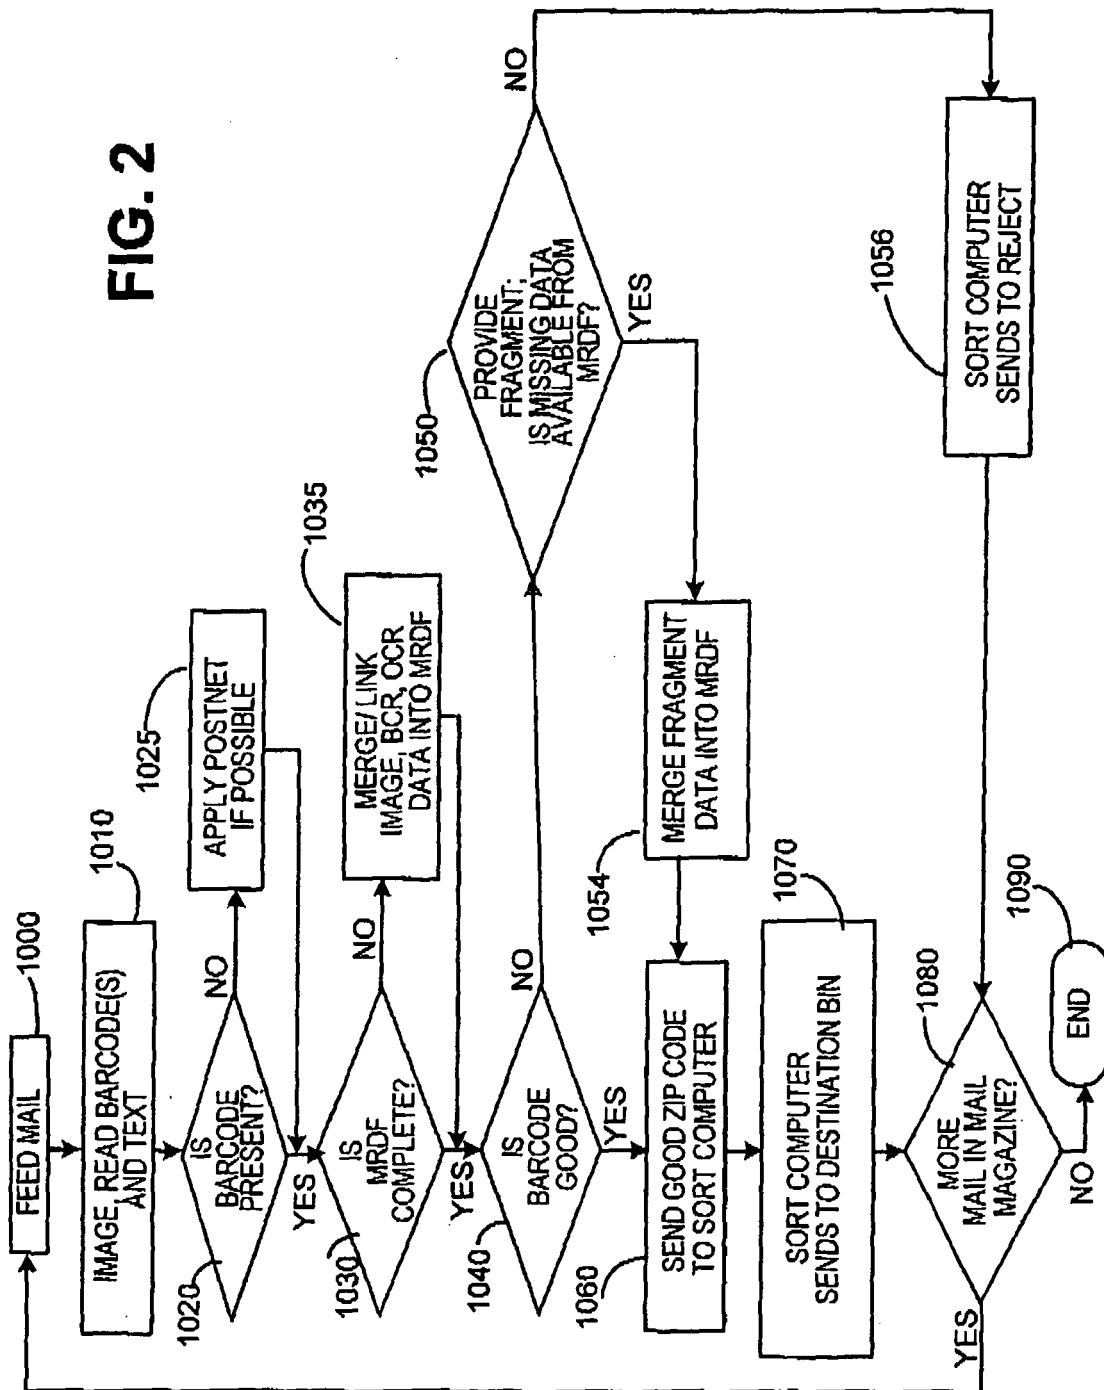 FIG. 2
FEED MAIL
1000
IMAGE, READ BARCODE(S)
AND TEXT
1010
IS
BARCODE
PRESENT?
1020
NO
YES
APPLY POSTNET
IF POSSIBLE
1025
IS
MRDF
COMPLETE?
1030
NO
YES
MERGE/ LINK
IMAGE, BCR, OCR
DATA INTO MRDF
1035
IS
BARCODE
GOOD?
1040
NO
YES
PROVIDE
FRAGMENT;
IS MISSING DATA
AVAILABLE FROM
MRDF?
1050
NO
YES
MERGE FRAGMENT
DATA INTO MRDF
1054
SORT COMPUTER
SENDS TO REJECT
1056
SEND GOOD ZIP CODE
TO SORT COMPUTER
1060
SORT COMPUTER
SENDS TO DESTINATION BIN
1070
MORE
MAIL IN MAIL
MAGAZINE?
1080
YES
NO
END
1090